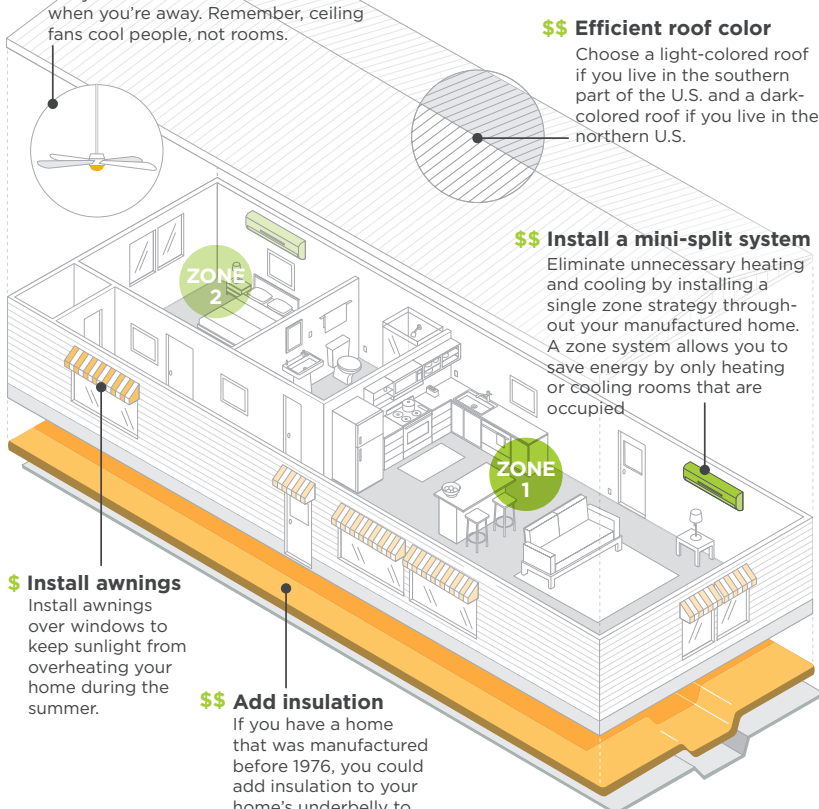 when you're away. Remember, ceiling
fans cool people, not rooms.
$$ Efficient roof color
Choose a light-colored roof
if you live in the southern
part of the U.S. and a dark-
colored roof if you live in the
northern U.S.
$$ Install a mini-split system
Eliminate unnecessary heating
and cooling by installing a
single zone strategy through-
out your manufactured home.
A zone system allows you to
save energy by only heating
or cooling rooms that are
occupied
ZONE
2
ZONE
1
$ Install awnings
Install awnings
over windows to
keep sunlight from
overheating your
home during the
summer.
$$ Add insulation
If you have a home
that was manufactured
before 1976, you could
add insulation to your
home's underbelly to